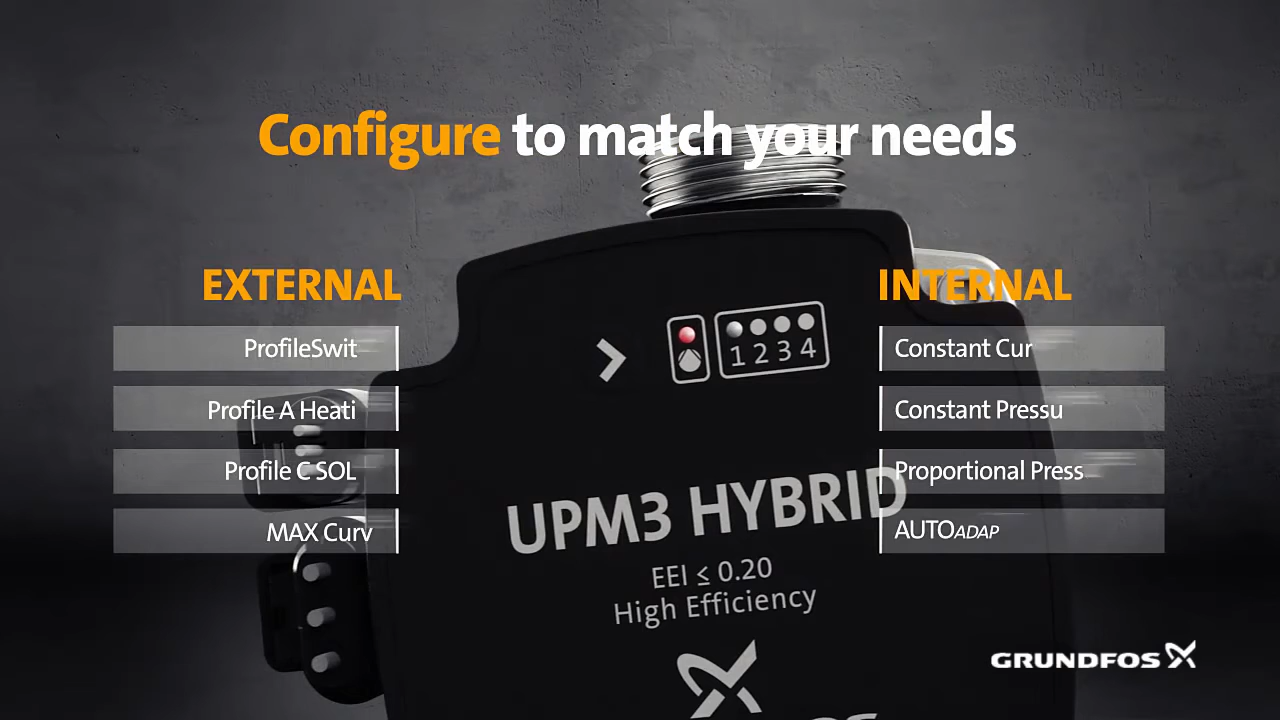 Configure to match your needs
EXTERNAL
ProfileSwit
Profile A Heati
Profile C SOL
MAX Curv
INTERNAL
Constant Cur
Constant Pressu
Proportional Press
AUTOADAP
1 2 3 4
UPM3 HYBRID
EEI ≤ 0.20
High Efficiency
GRUNDFOS